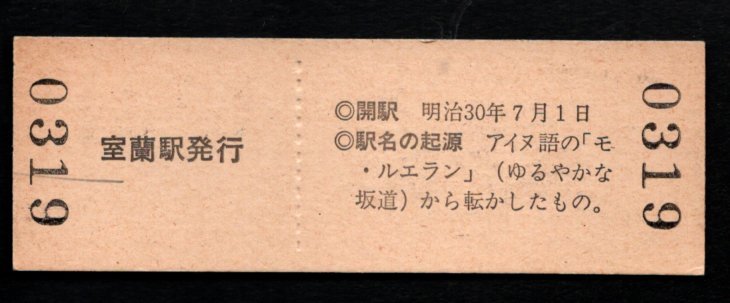 0319
室蘭駅発行
◎開駅 明治30年7月1日
◎駅名の起源 アイヌ語の「モ
・ルエラン」(ゆるやかな
坂道)から転かしたもの。
0319